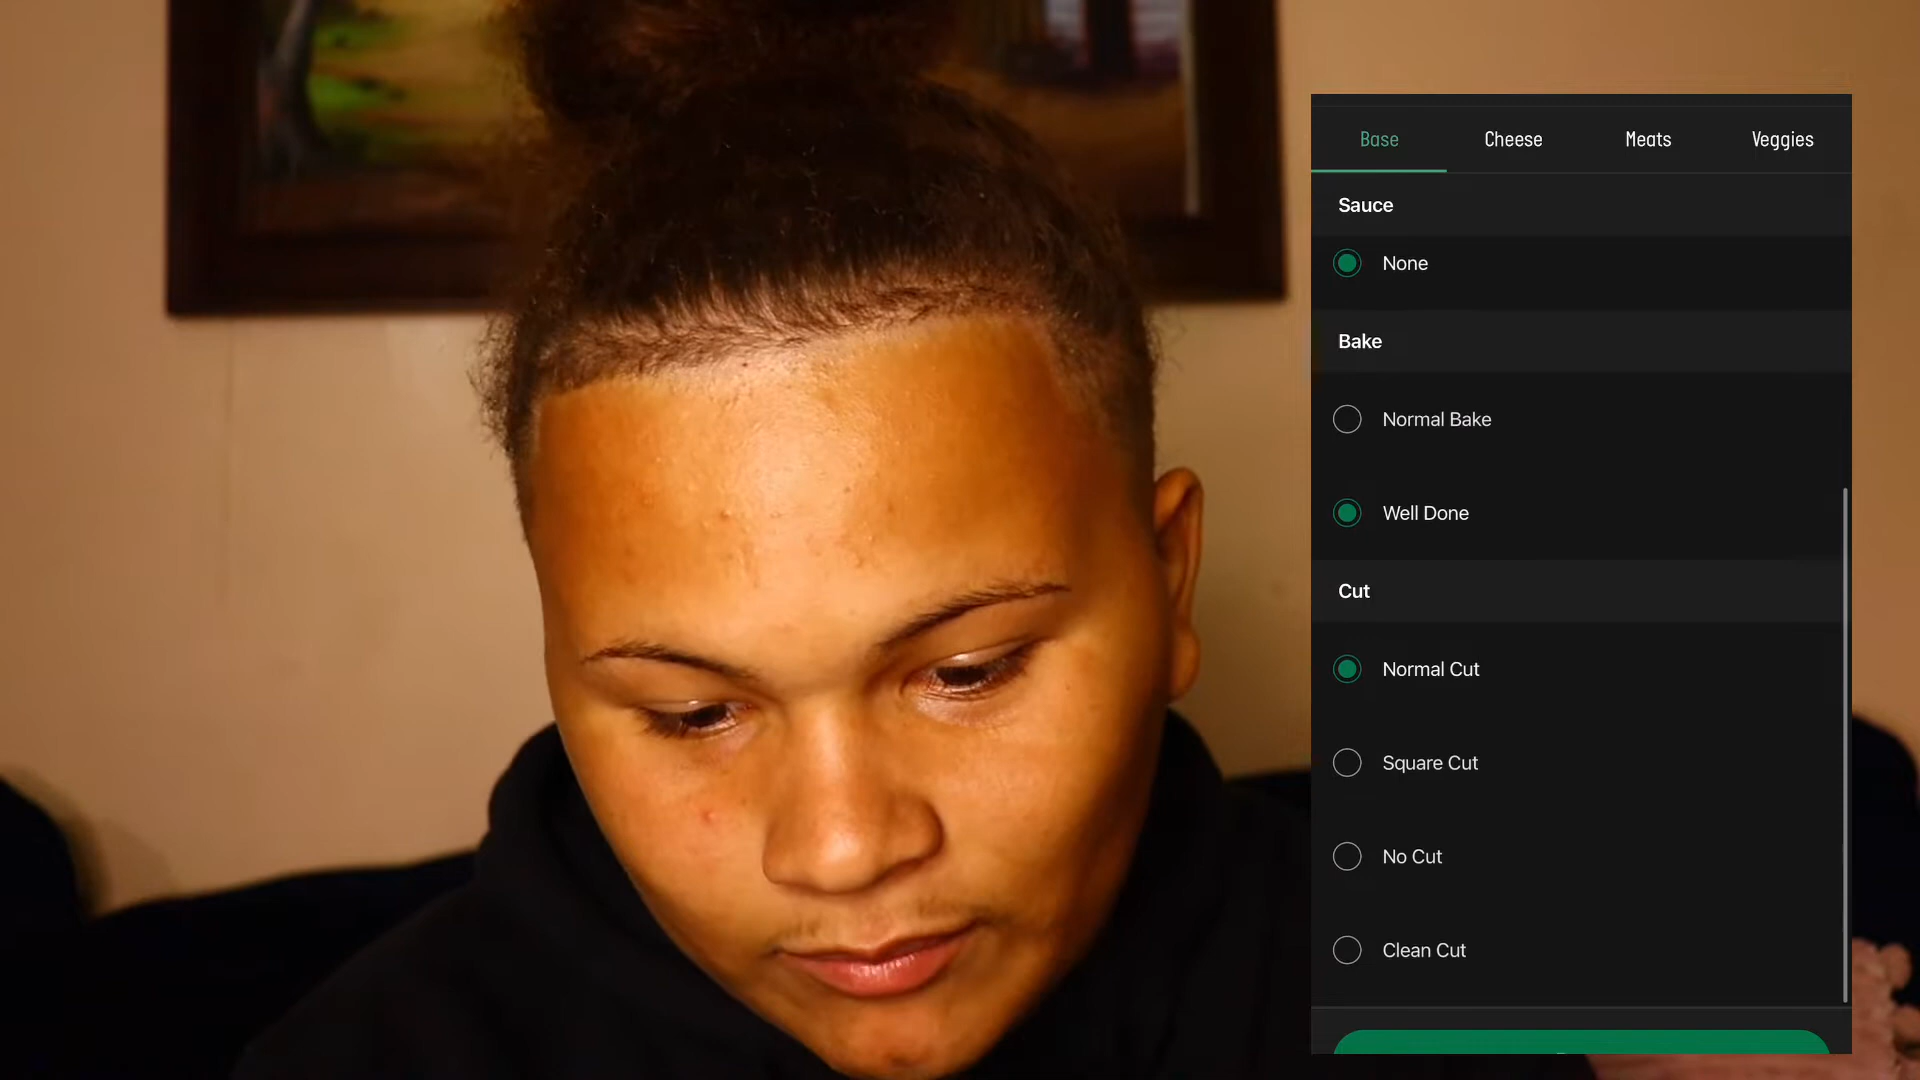 Base Cheese Meats Veggies
Sauce
None
Bake
Normal Bake
Well Done
Cut
Normal Cut
Square Cut
No Cut
Clean Cut